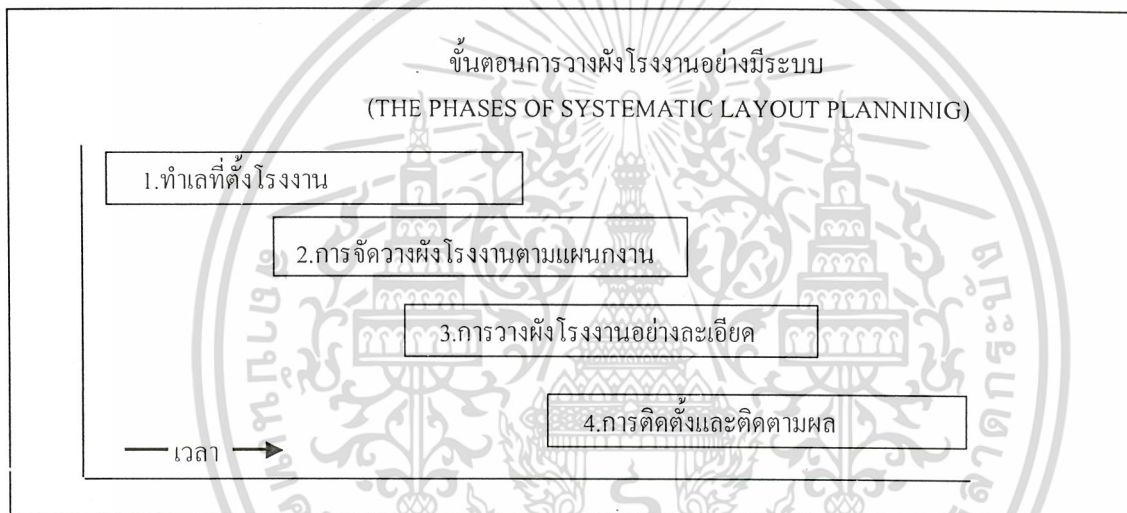 ขั้นตอนการวางผังโรงงานอย่างมีระบบ
(THE PHASES OF SYSTEMATIC LAYOUT PLANNINIG)
1.ทำเลที่ตั้งโรงงาน
2.การจัดวางผังโรงงานตามแผนกงาน
3.การวางผังโรงงานอย่างละเอียด
4.การติดตั้งและติดตามผล
เวลา